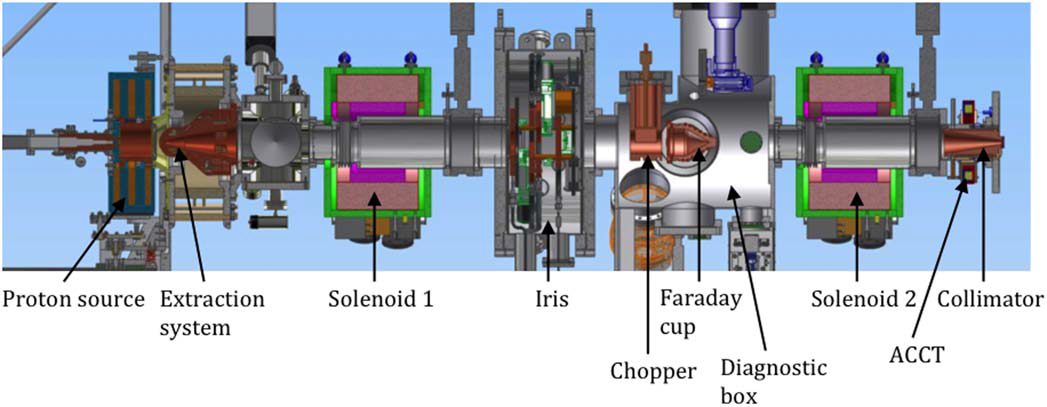 Proton source
Extraction
system
Solenoid 1
Iris
Faraday
cup
Solenoid 2
Collimator
ACCT
Chopper
Diagnostic
box